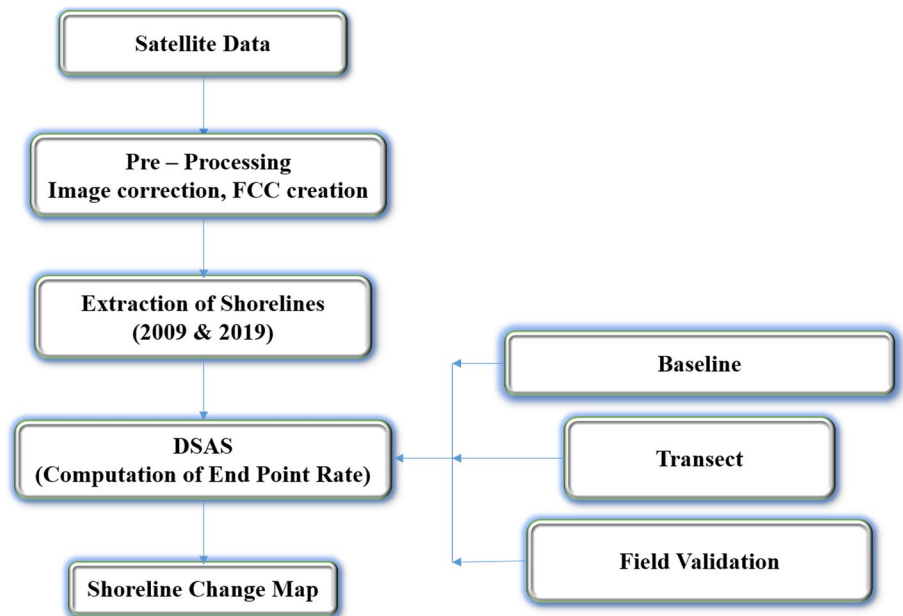 Satellite Data
Pre – Processing
Image correction, FCC creation
Extraction of Shorelines
(2009 & 2019)
DSAS
(Computation of End Point Rate)
Shoreline Change Map
Baseline
Transect
Field Validation